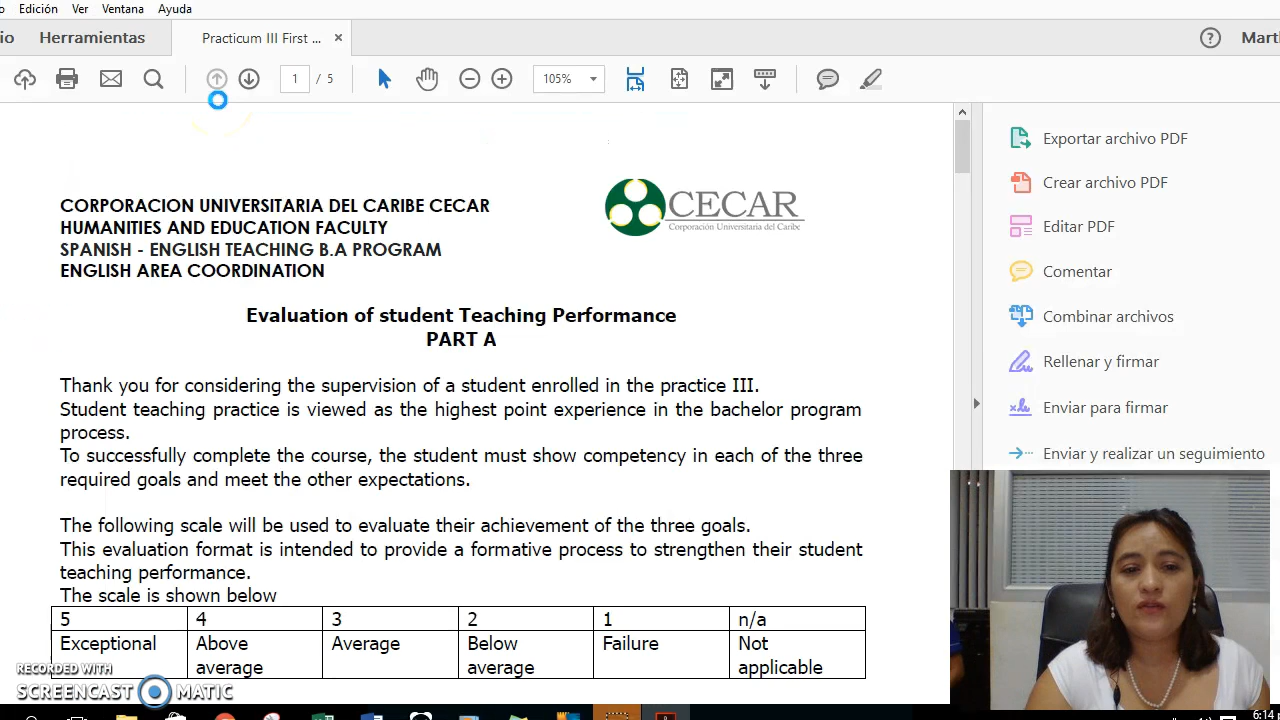 Edición Ver Ventana Ayuda
Herramientas Practicum III First ... ×
1 / 5 105%
Exportar archivo PDF
Crear archivo PDF
Editar PDF
Comentar
Combinar archivos
Rellenar y firmar
Enviar para firmar
Enviar y realizar un seguimiento
CECAR
Corporación Universitaria del Caribe
CORPORACION UNIVERSITARIA DEL CARIBE CECAR
HUMANITIES AND EDUCATION FACULTY
SPANISH - ENGLISH TEACHING B.A PROGRAM
ENGLISH AREA COORDINATION
Evaluation of student Teaching Performance
PART A
Thank you for considering the supervision of a student enrolled in the practice III.
Student teaching practice is viewed as the highest point experience in the bachelor program
process.
To successfully complete the course, the student must show competency in each of the three
required goals and meet the other expectations.
The following scale will be used to evaluate their achievement of the three goals.
This evaluation format is intended to provide a formative process to strengthen their student
teaching performance.
The scale is shown below
5 4 3 2 1 n/a
Exceptional Above Average Below Failure Not
average average applicable
RECORDED WITH
SCREENCAST MATIC